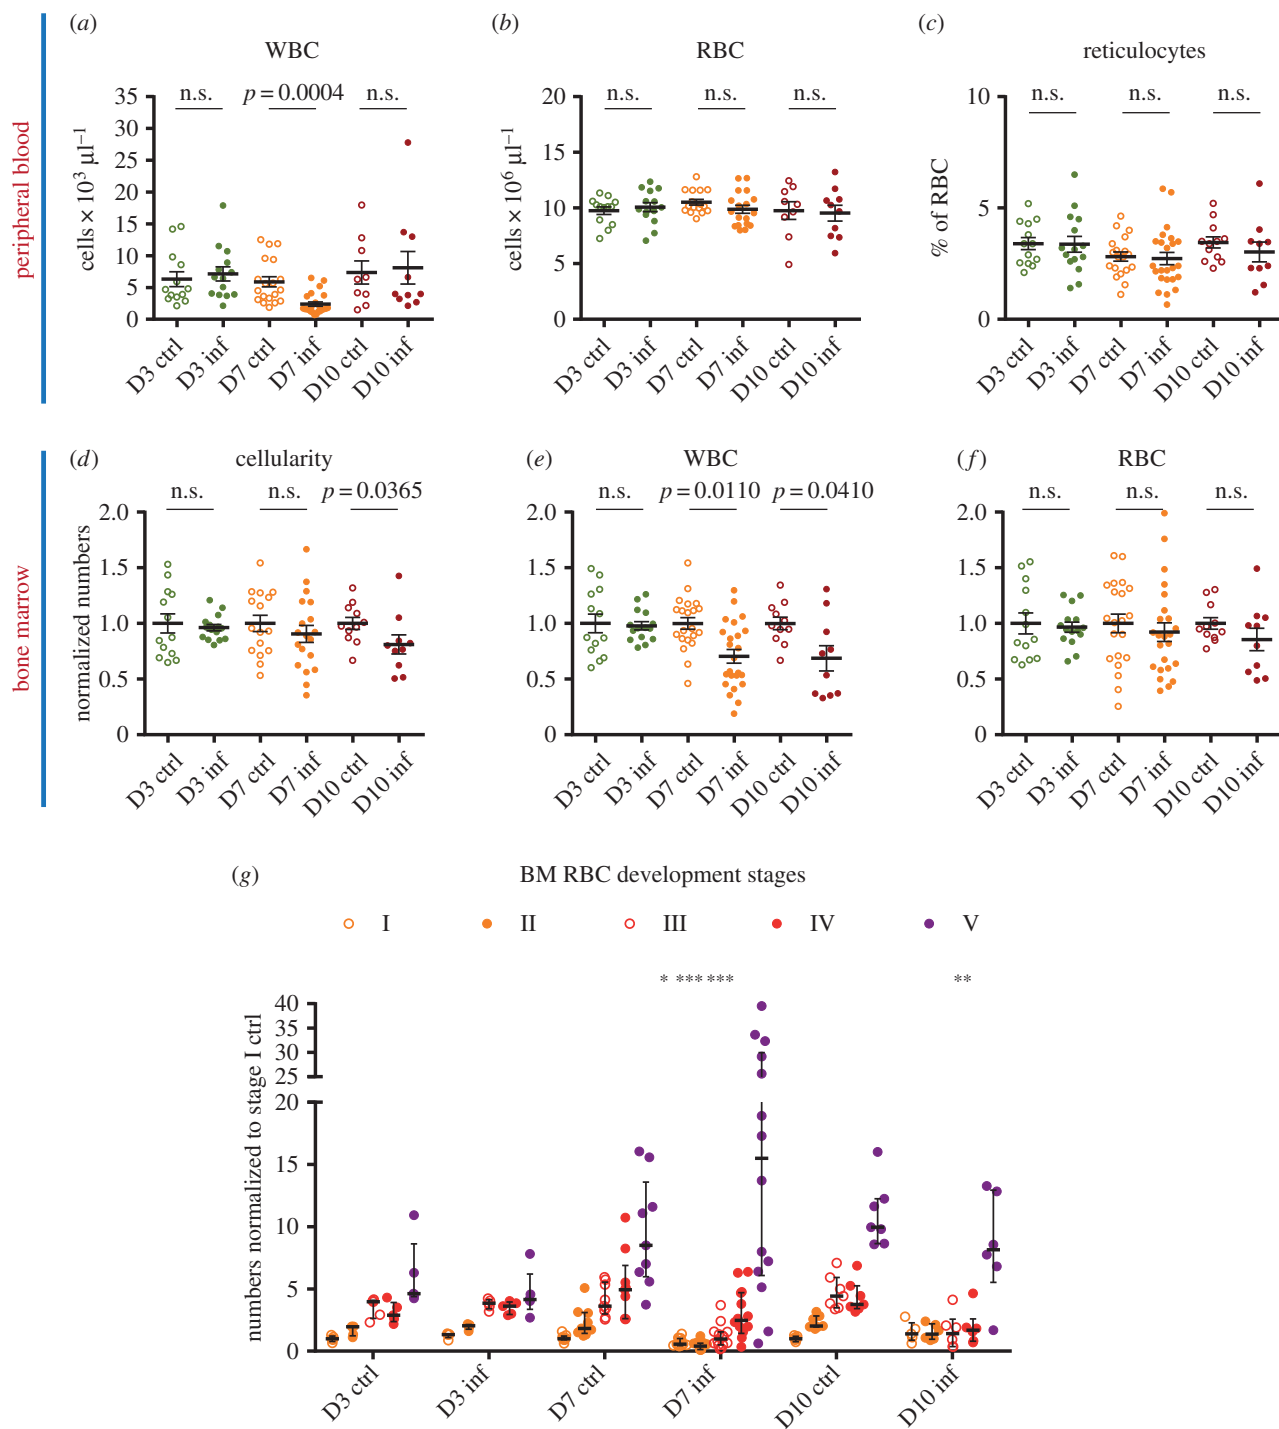 peripheral blood
(a)
WBC
n.s. p = 0.0004 n.s.
cells × 10³ µl⁻¹
35
30
25
20
15
10
5
0
D3 ctrl D3 inf D7 ctrl D7 inf D10 ctrl D10 inf
(b)
RBC
n.s. n.s. n.s.
cells × 10⁶ µl⁻¹
20
15
10
5
0
D3 ctrl D3 inf D7 ctrl D7 inf D10 ctrl D10 inf
(c)
reticulocytes
n.s. n.s. n.s.
% of RBC
10
5
0
D3 ctrl D3 inf D7 ctrl D7 inf D10 ctrl D10 inf
bone marrow
(d)
cellularity
n.s. n.s. p = 0.0365
normalized numbers
2.0
1.5
1.0
0.5
0
D3 ctrl D3 inf D7 ctrl D7 inf D10 ctrl D10 inf
(e)
WBC
n.s. p = 0.0110 p = 0.0410
2.0
1.5
1.0
0.5
0
D3 ctrl D3 inf D7 ctrl D7 inf D10 ctrl D10 inf
(f)
RBC
n.s. n.s. n.s.
2.0
1.5
1.0
0.5
0
D3 ctrl D3 inf D7 ctrl D7 inf D10 ctrl D10 inf
(g)
BM RBC development stages
I II III IV V
* *** *** **
numbers normalized to stage I ctrl
40
35
30
25
20
15
10
5
0
D3 ctrl D3 inf D7 ctrl D7 inf D10 ctrl D10 inf